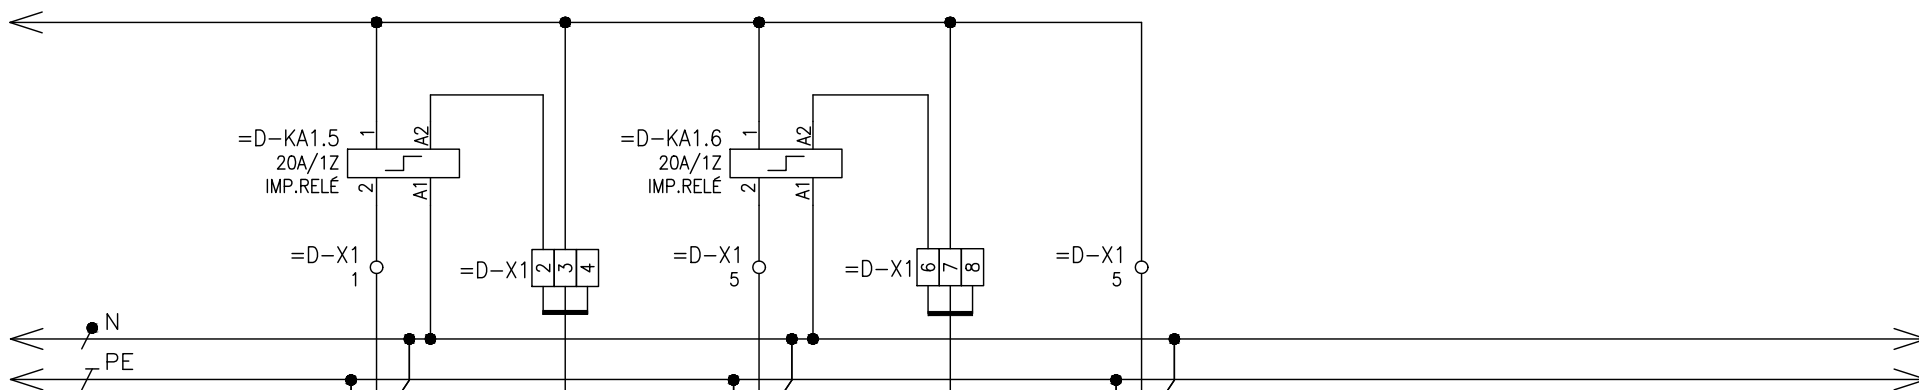 =D-KA1.5
20A/1Z
IMP.RELÉ
1
A2
2
A1
=D-X1
1
=D-X1
2
3
4
=D-KA1.6
20A/1Z
IMP.RELÉ
1
A2
2
A1
=D-X1
5
=D-X1
6
7
8
=D-X1
5
N
PE